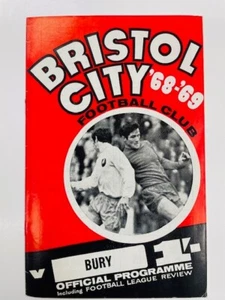 BRISTOL
CITY '68-'69
FOOTBALL CLUB
V BURY 1/-
OFFICIAL PROGRAMME
Including FOOTBALL LEAGUE REVIEW